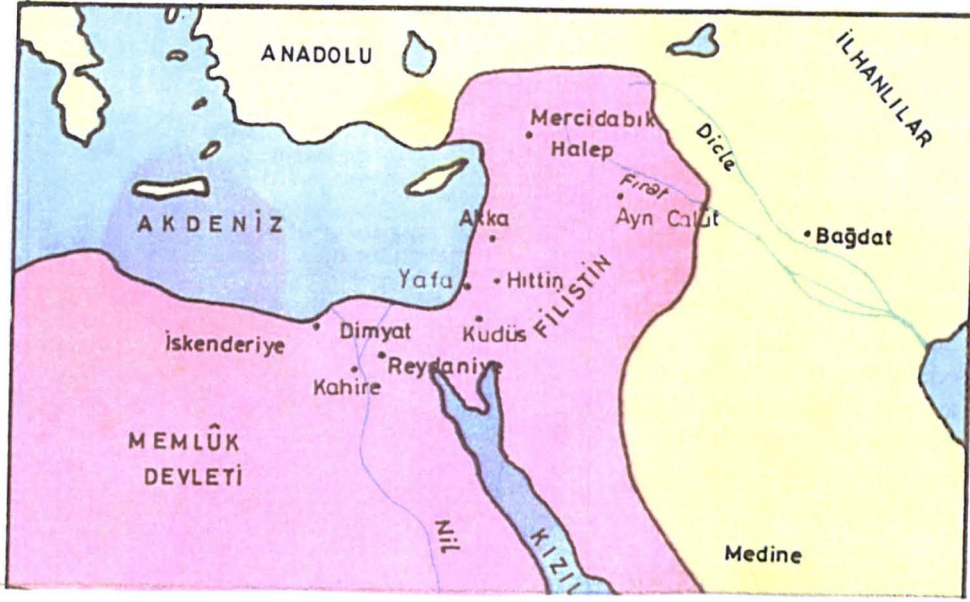 ANADOLU
İLHANLILAR
Mercidabık
Halep
Dicle
Fırat
Ayn Calut
Bağdat
AKDENİZ
Akka
Yafa
Hıttin
FİLİSTİN
Kudüs
İskenderiye
Dimyat
Reydaniye
Kahire
MEMLÛK
DEVLETİ
Nil
KIZIL
Medine